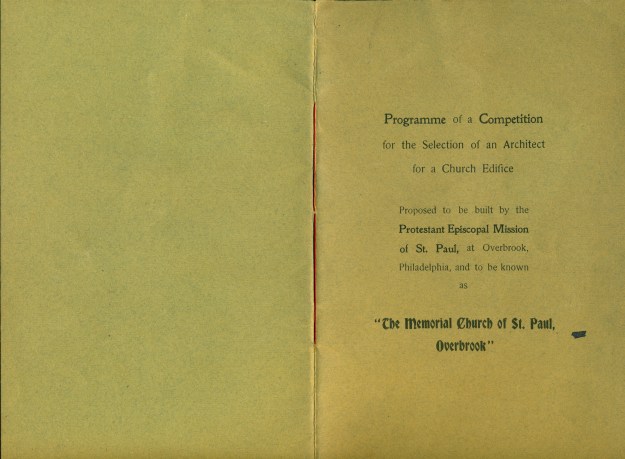 Programme of a Competition
for the Selection of an Architect
for a Church Edifice
Proposed to be built by the
Protestant Episcopal Mission
of St. Paul, at Overbrook,
Philadelphia, and to be known
as
"The Memorial Church of St. Paul,
Overbrook"